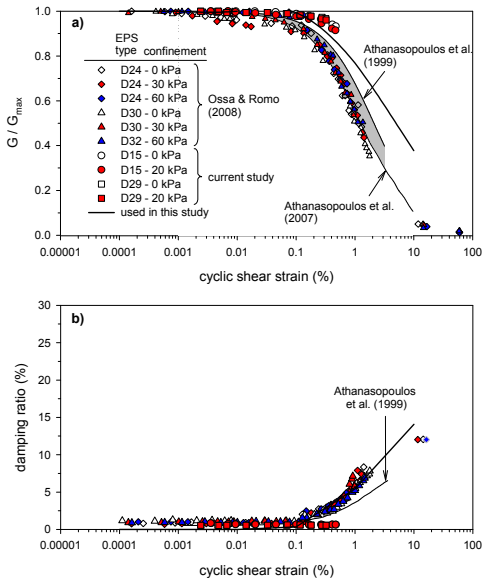 a)
EPS
type confinement
D24 - 0 kPa
D24 - 30 kPa
D24 - 60 kPa
D30 - 0 kPa
D30 - 30 kPa
D32 - 60 kPa
D15 - 0 kPa
D15 - 20 kPa
D29 - 0 kPa
D29 - 20 kPa
used in this study
Ossa & Romo
(2008)
current study
Athanasopoulos et al.
(1999)
Athanasopoulos et al.
(2007)
G / Gmax
1.0
0.8
0.6
0.4
0.2
0.0
0.00001 0.0001 0.001 0.01 0.1 1 10 100
cyclic shear strain (%)
b)
Athanasopoulos
et al. (1999)
damping ratio (%)
30
25
20
15
10
5
0
0.00001 0.0001 0.001 0.01 0.1 1 10 100
cyclic shear strain (%)